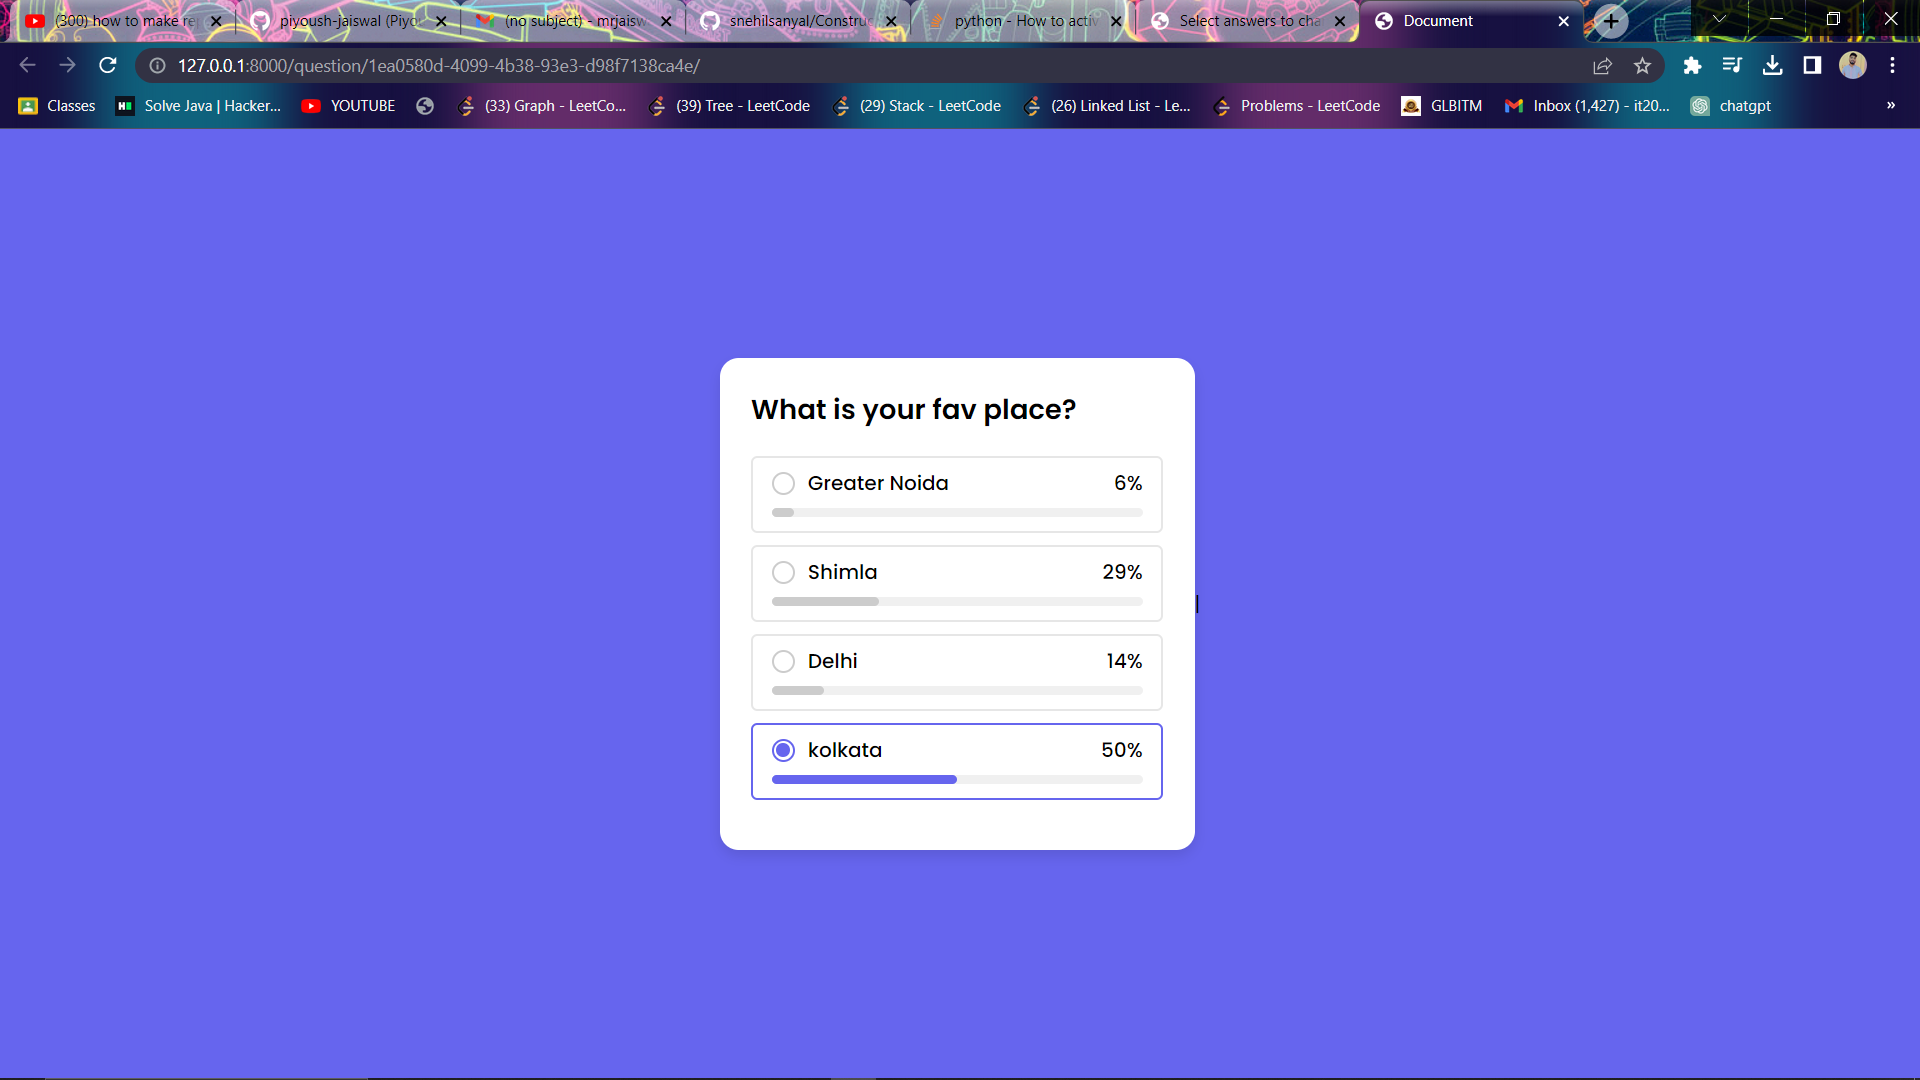 (300) how to make re
piyoush-jaiswal (Piyo
(no subject) - mrjaisw
snehilsanyal/Constru
python - How to activ
Select answers to cha
Document
127.0.0.1:8000/question/1ea0580d-4099-4b38-93e3-d98f7138ca4e/
Classes
Solve Java | Hacker...
YOUTUBE
(33) Graph - LeetCo...
(39) Tree - LeetCode
(29) Stack - LeetCode
(26) Linked List - Le...
Problems - LeetCode
GLBITM
Inbox (1,427) - it20...
chatgpt
»
What is your fav place?
Greater Noida 6%
Shimla 29%
Delhi 14%
kolkata 50%